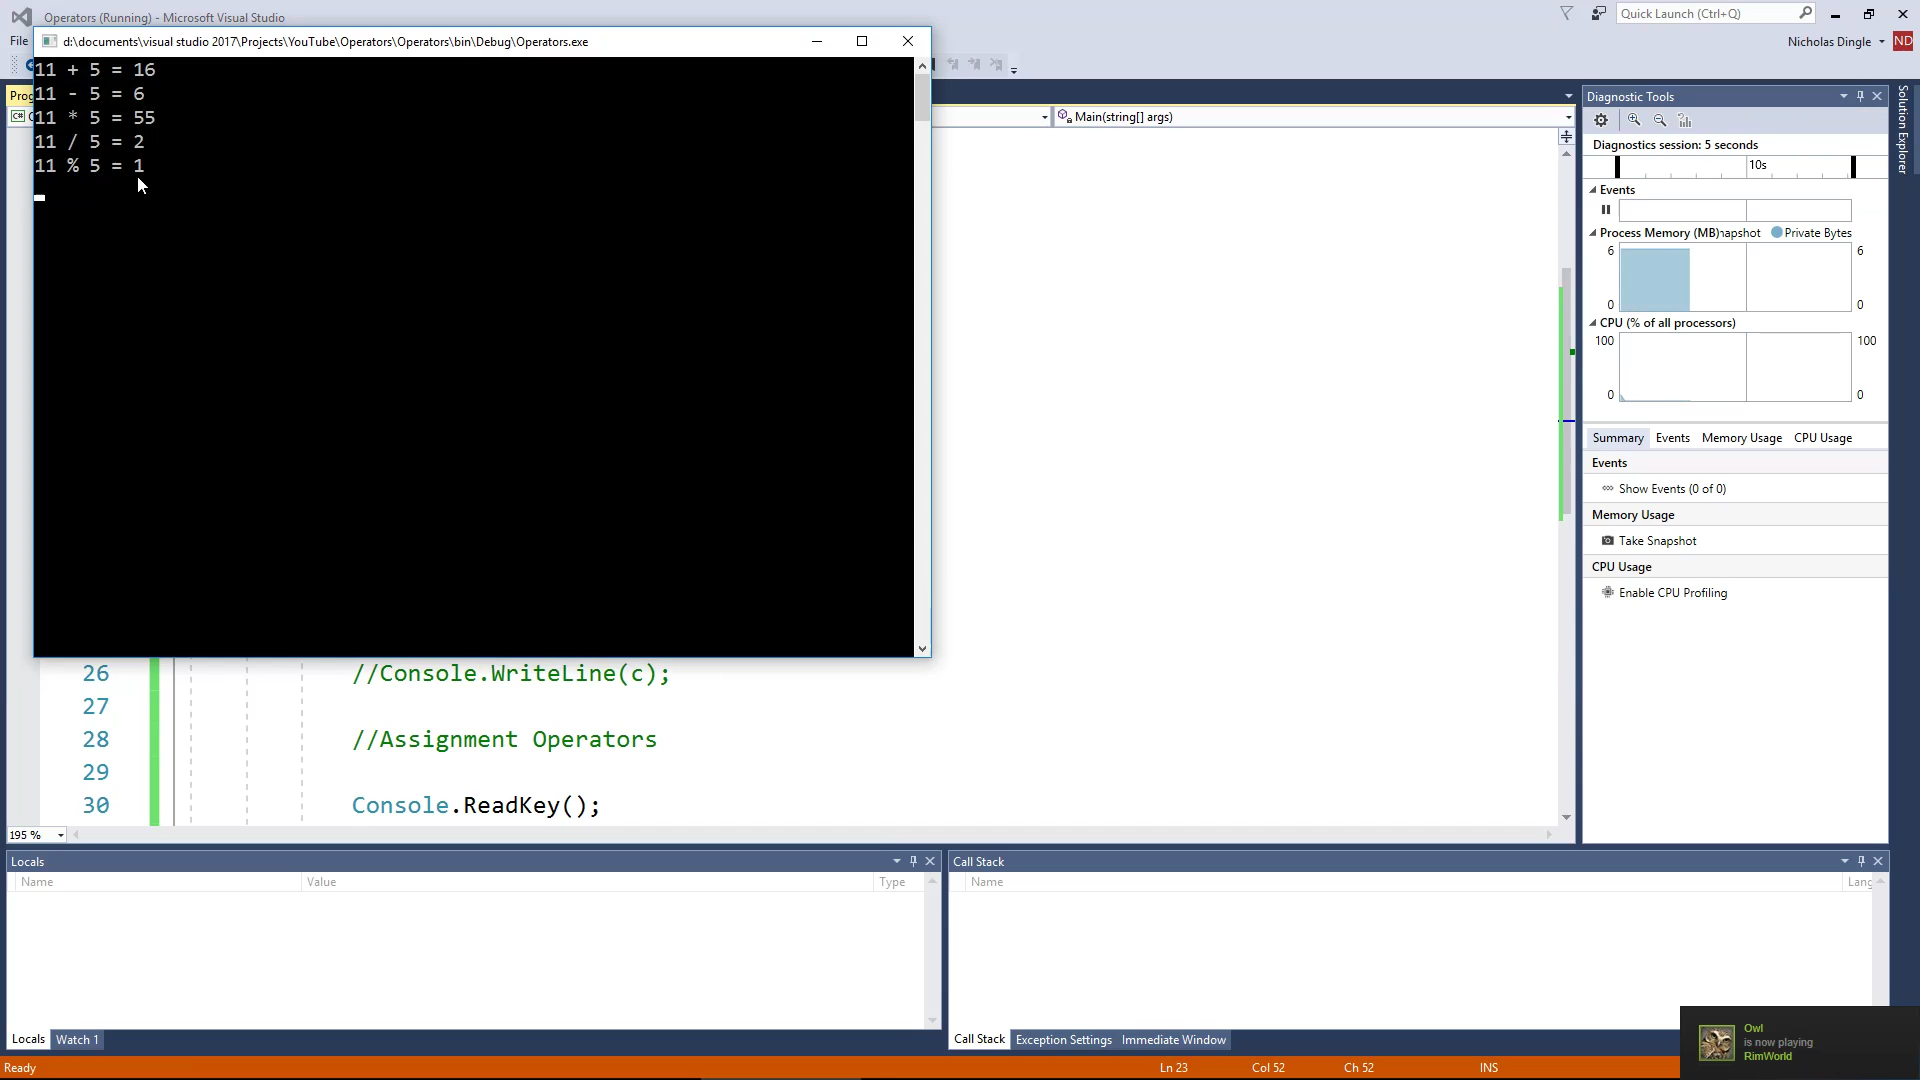 Operators (Running) - Microsoft Visual Studio
Quick Launch (Ctrl+Q)
File
Nicholas Dingle
ND
d:\documents\visual studio 2017\Projects\YouTube\Operators\Operators\bin\Debug\Operators.exe
11 + 5 = 16
11 - 5 = 6
11 * 5 = 55
11 / 5 = 2
11 % 5 = 1
Prog
C#
Main(string[] args)
Diagnostic Tools
Diagnostics session: 5 seconds
10s
Events
Process Memory (MB)
napshot
Private Bytes
6
6
0
0
CPU (% of all processors)
100
100
0
0
Summary
Events
Memory Usage
CPU Usage
Events
Show Events (0 of 0)
Memory Usage
Take Snapshot
CPU Usage
Enable CPU Profiling
Solution Explorer
26 //Console.WriteLine(c);
27
28 //Assignment Operators
29
30 Console.ReadKey();
195 %
Locals
Name
Value
Type
Call Stack
Name
Lang
Locals
Watch 1
Call Stack
Exception Settings
Immediate Window
Ready
Ln 23
Col 52
Ch 52
INS
Owl
is now playing
RimWorld